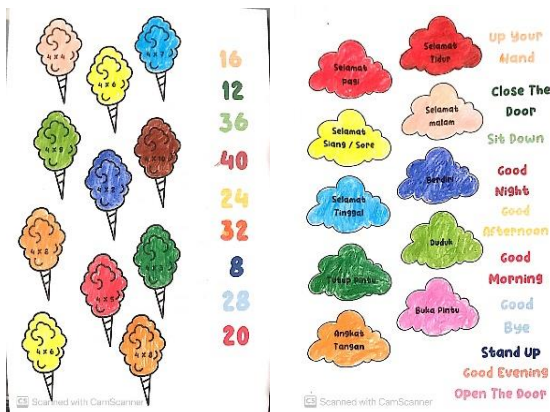 4 x 4
4 x 7
4 x 6
4 x 9
4 x 10
4 x 2
4 x 8
4 x 3
4 x 5
4 x 6
4 x 8
16
12
36
40
24
32
8
28
20
CS Scanned with CamScanner
Selamat
Pagi
Selamat
Tidur
Selamat
Siang / Sore
Selamat
malam
Selamat
Tinggal
Berdiri
Tutup Pintu
Duduk
Angkat
Tangan
Buka Pintu
Up Your
Hand
Close The
Door
Sit Down
Good
Night
Good
Afternoon
Good
Morning
Good
Bye
Stand Up
Good Evening
Open The Door
CS Scanned with CamScanner